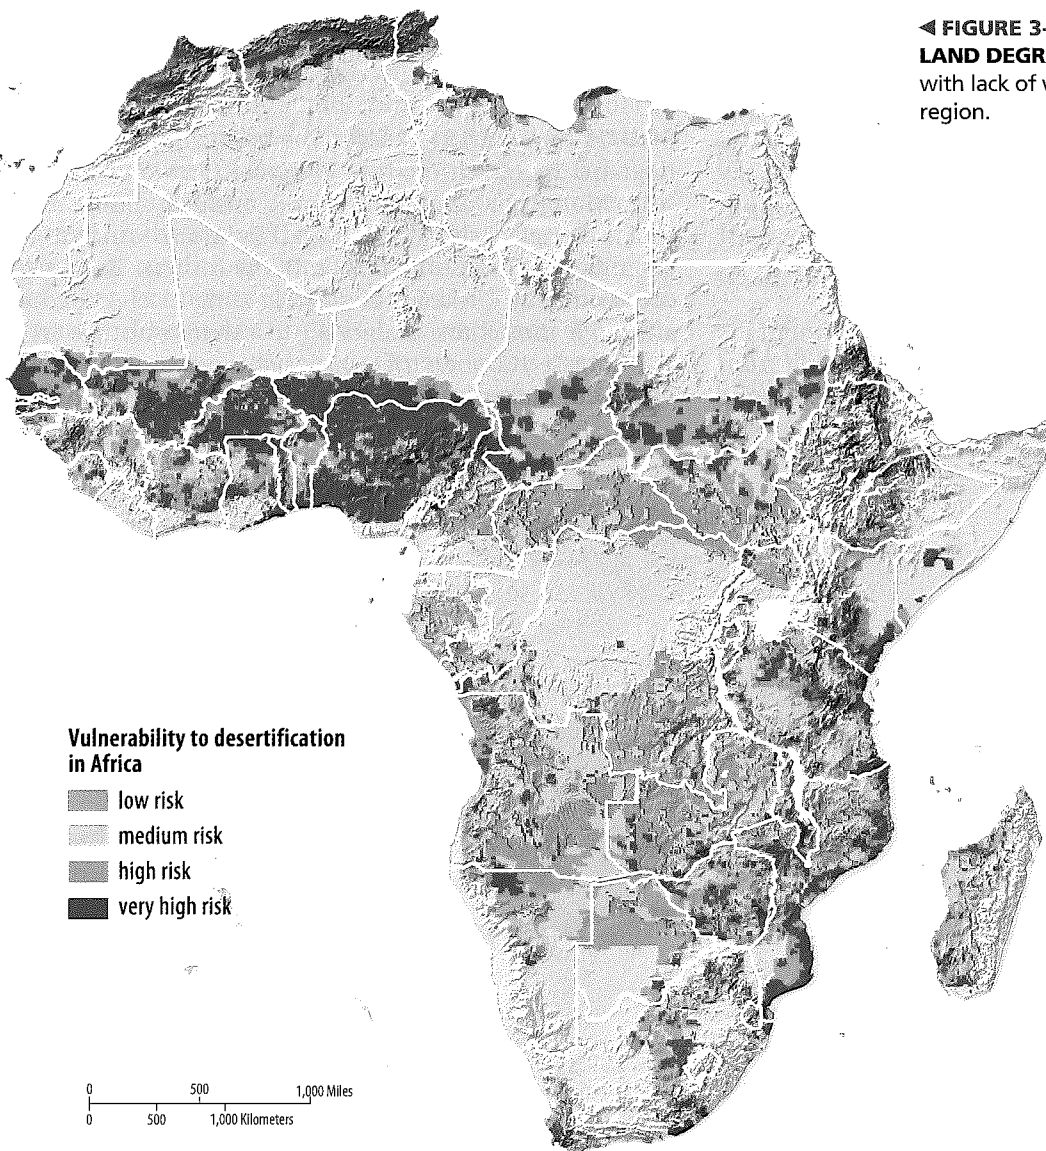 ◀ FIGURE 3-
LAND DEGR
with lack of v
region.
Vulnerability to desertification
in Africa
low risk
medium risk
high risk
very high risk
0 500 1,000 Miles
0 500 1,000 Kilometers